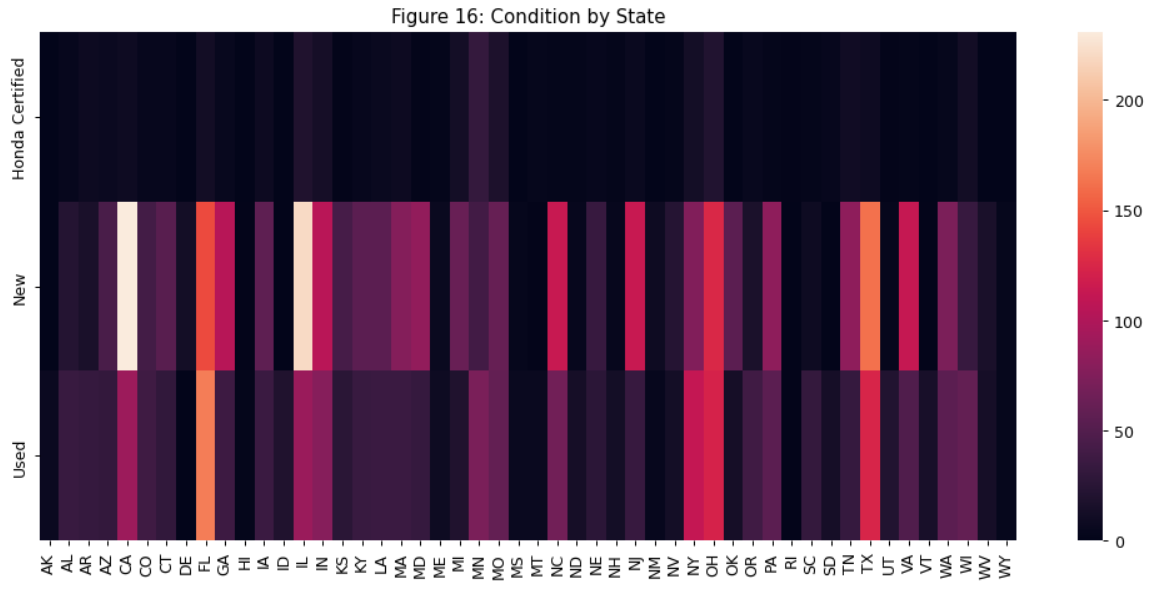 Figure 16: Condition by State
Honda Certified
New
Used
AK AL AR AZ CA CO CT DE FL GA HI IA ID IL IN KS KY LA MA MD ME MI MN MO MS MT NC ND NE NH NJ NM NV NY OH OK OR PA RI SC SD TN TX UT VA VT WA WI WV WY
200
150
100
50
0